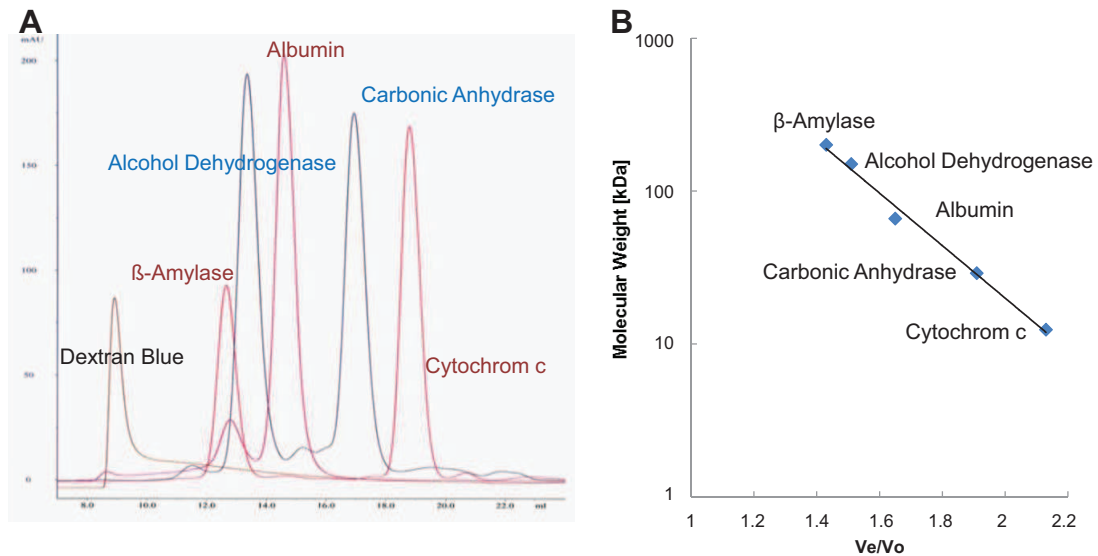 A
mAU
200
150
100
50
0
Albumin
Carbonic Anhydrase
Alcohol Dehydrogenase
ß-Amylase
Dextran Blue
Cytochrom c
8.0 10.0 12.0 14.0 16.0 18.0 20.0 22.0 ml
B
Molecular Weight [kDa]
1000
100
10
1
β-Amylase
Alcohol Dehydrogenase
Albumin
Carbonic Anhydrase
Cytochrom c
1 1.2 1.4 1.6 1.8 2 2.2
Ve/Vo